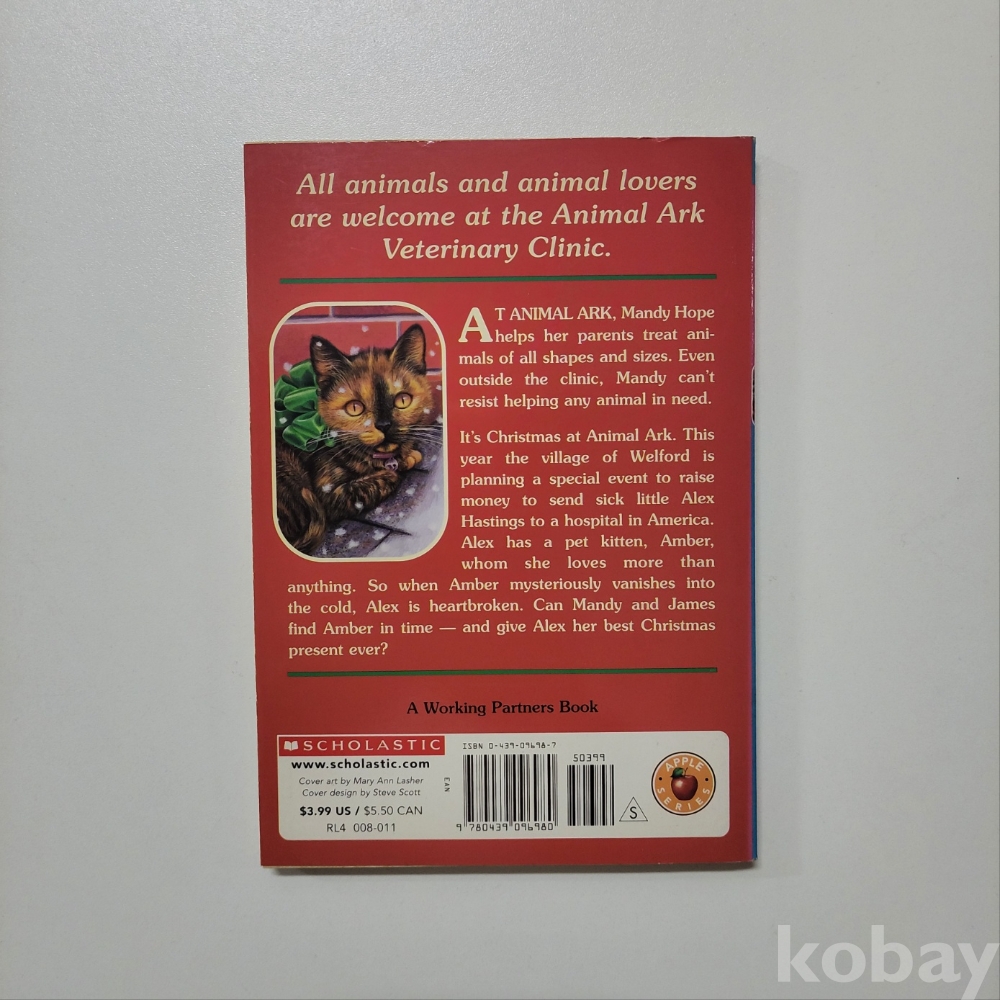 All animals and animal lovers
are welcome at the Animal Ark
Veterinary Clinic.
AT ANIMAL ARK, Mandy Hope
helps her parents treat ani-
mals of all shapes and sizes. Even
outside the clinic, Mandy can't
resist helping any animal in need.
It's Christmas at Animal Ark. This
year the village of Welford is
planning a special event to raise
money to send sick little Alex
Hastings to a hospital in America.
Alex has a pet kitten, Amber,
whom she loves more than
anything. So when Amber mysteriously vanishes into
the cold, Alex is heartbroken. Can Mandy and James
find Amber in time — and give Alex her best Christmas
present ever?
A Working Partners Book
SCHOLASTIC
www.scholastic.com
Cover art by Mary Ann Lasher
Cover design by Steve Scott
$3.99 US / $5.50 CAN
RL4 008-011
EAN
ISBN 0-439-09698-7
50399
9 780439 096980
S
APPLE
SERIES
kobay